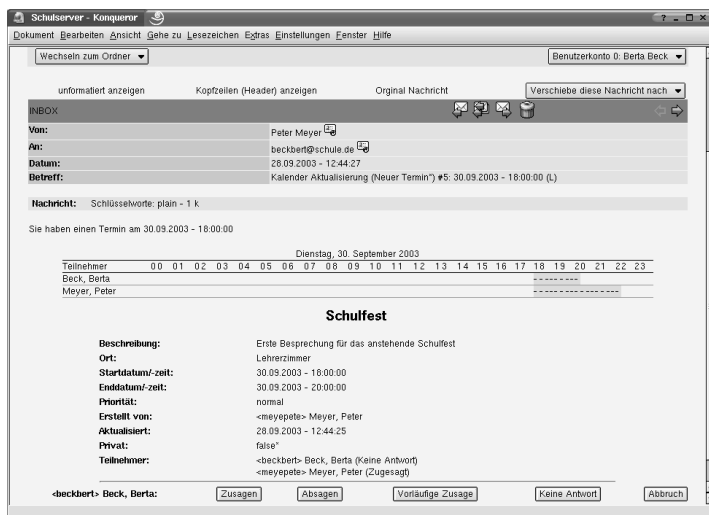 Schulserver - Konqueror
Dokument Bearbeiten Ansicht Gehe zu Lesezeichen Extras Einstellungen Fenster Hilfe
Wechseln zum Ordner Benutzerkonto 0: Berta Beck
unformatiert anzeigen Kopfzeilen (Header) anzeigen Orginal Nachricht Verschiebe diese Nachricht nach
INBOX
Von: Peter Meyer
An: beckbert@schule.de
Datum: 28.09.2003 - 12:44:27
Betreff: Kalender Aktualisierung (Neuer Termin") #5: 30.09.2003 - 18:00:00 (L)
Nachricht: Schlüsselworte: plain - 1 k
Sie haben einen Termin am 30.09.2003 - 18:00:00
Dienstag, 30. September 2003
Teilnehmer 00 01 02 03 04 05 06 07 08 09 10 11 12 13 14 15 16 17 18 19 20 21 22 23
Beck, Berta ---------
Meyer, Peter -----------------
Schulfest
Beschreibung: Erste Besprechung für das anstehende Schulfest
Ort: Lehrerzimmer
Startdatum/-zeit: 30.09.2003 - 18:00:00
Enddatum/-zeit: 30.09.2003 - 20:00:00
Priorität: normal
Erstellt von: <meyepete> Meyer, Peter
Aktualisiert: 28.09.2003 - 12:44:25
Privat: false"
Teilnehmer: <beckbert> Beck, Berta (Keine Antwort)
<meyepete> Meyer, Peter (Zugesagt)
<beckbert> Beck, Berta: Zusagen Absagen Vorläufige Zusage Keine Antwort Abbruch